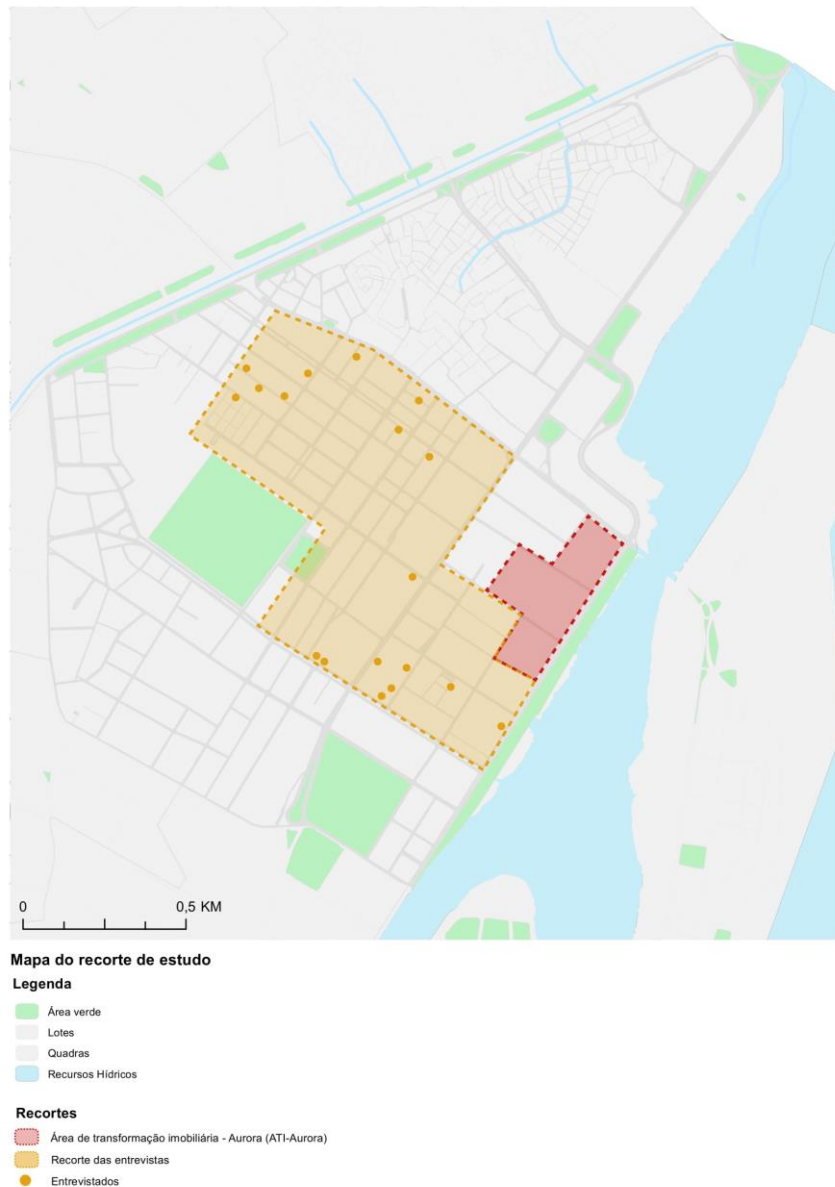 0 0,5 KM
Mapa do recorte de estudo
Legenda
Área verde
Lotes
Quadras
Recursos Hídricos
Recortes
Área de transformação imobiliária - Aurora (ATI-Aurora)
Recorte das entrevistas
Entrevistados